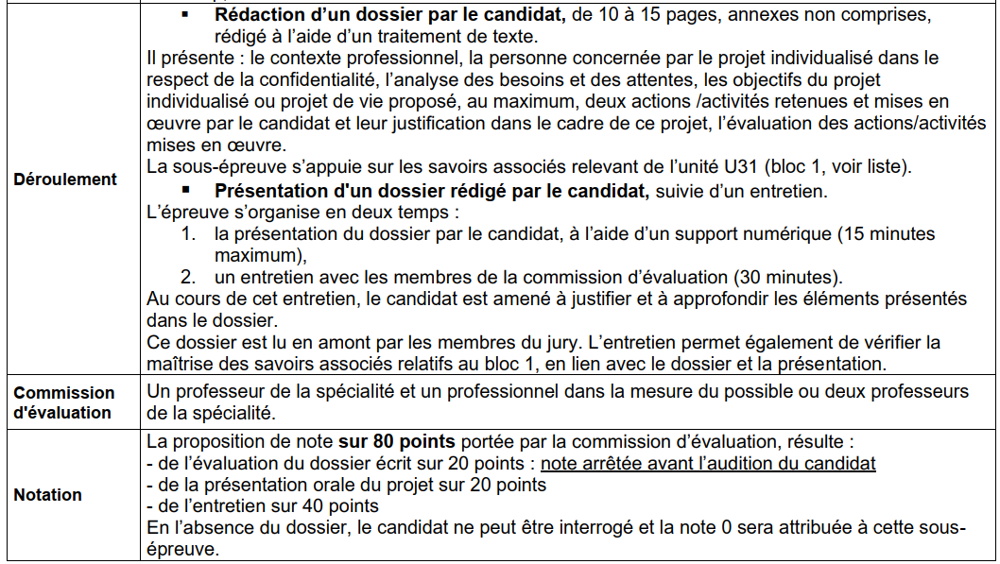 ▪ Rédaction d’un dossier par le candidat, de 10 à 15 pages, annexes non comprises,
rédigé à l’aide d’un traitement de texte.
Il présente : le contexte professionnel, la personne concernée par le projet individualisé dans le
respect de la confidentialité, l’analyse des besoins et des attentes, les objectifs du projet
individualisé ou projet de vie proposé, au maximum, deux actions /activités retenues et mises en
œuvre par le candidat et leur justification dans le cadre de ce projet, l’évaluation des actions/activités
mises en œuvre.
Déroulement
La sous-épreuve s’appuie sur les savoirs associés relevant de l’unité U31 (bloc 1, voir liste).
▪ Présentation d'un dossier rédigé par le candidat, suivie d’un entretien.
L’épreuve s’organise en deux temps :
1. la présentation du dossier par le candidat, à l’aide d’un support numérique (15 minutes
maximum),
2. un entretien avec les membres de la commission d’évaluation (30 minutes).
Au cours de cet entretien, le candidat est amené à justifier et à approfondir les éléments présentés
dans le dossier.
Ce dossier est lu en amont par les membres du jury. L’entretien permet également de vérifier la
maîtrise des savoirs associés relatifs au bloc 1, en lien avec le dossier et la présentation.
Commission
d'évaluation
Un professeur de la spécialité et un professionnel dans la mesure du possible ou deux professeurs
de la spécialité.
Notation
La proposition de note sur 80 points portée par la commission d’évaluation, résulte :
- de l’évaluation du dossier écrit sur 20 points : note arrêtée avant l’audition du candidat
- de la présentation orale du projet sur 20 points
- de l’entretien sur 40 points
En l’absence du dossier, le candidat ne peut être interrogé et la note 0 sera attribuée à cette sous-
épreuve.